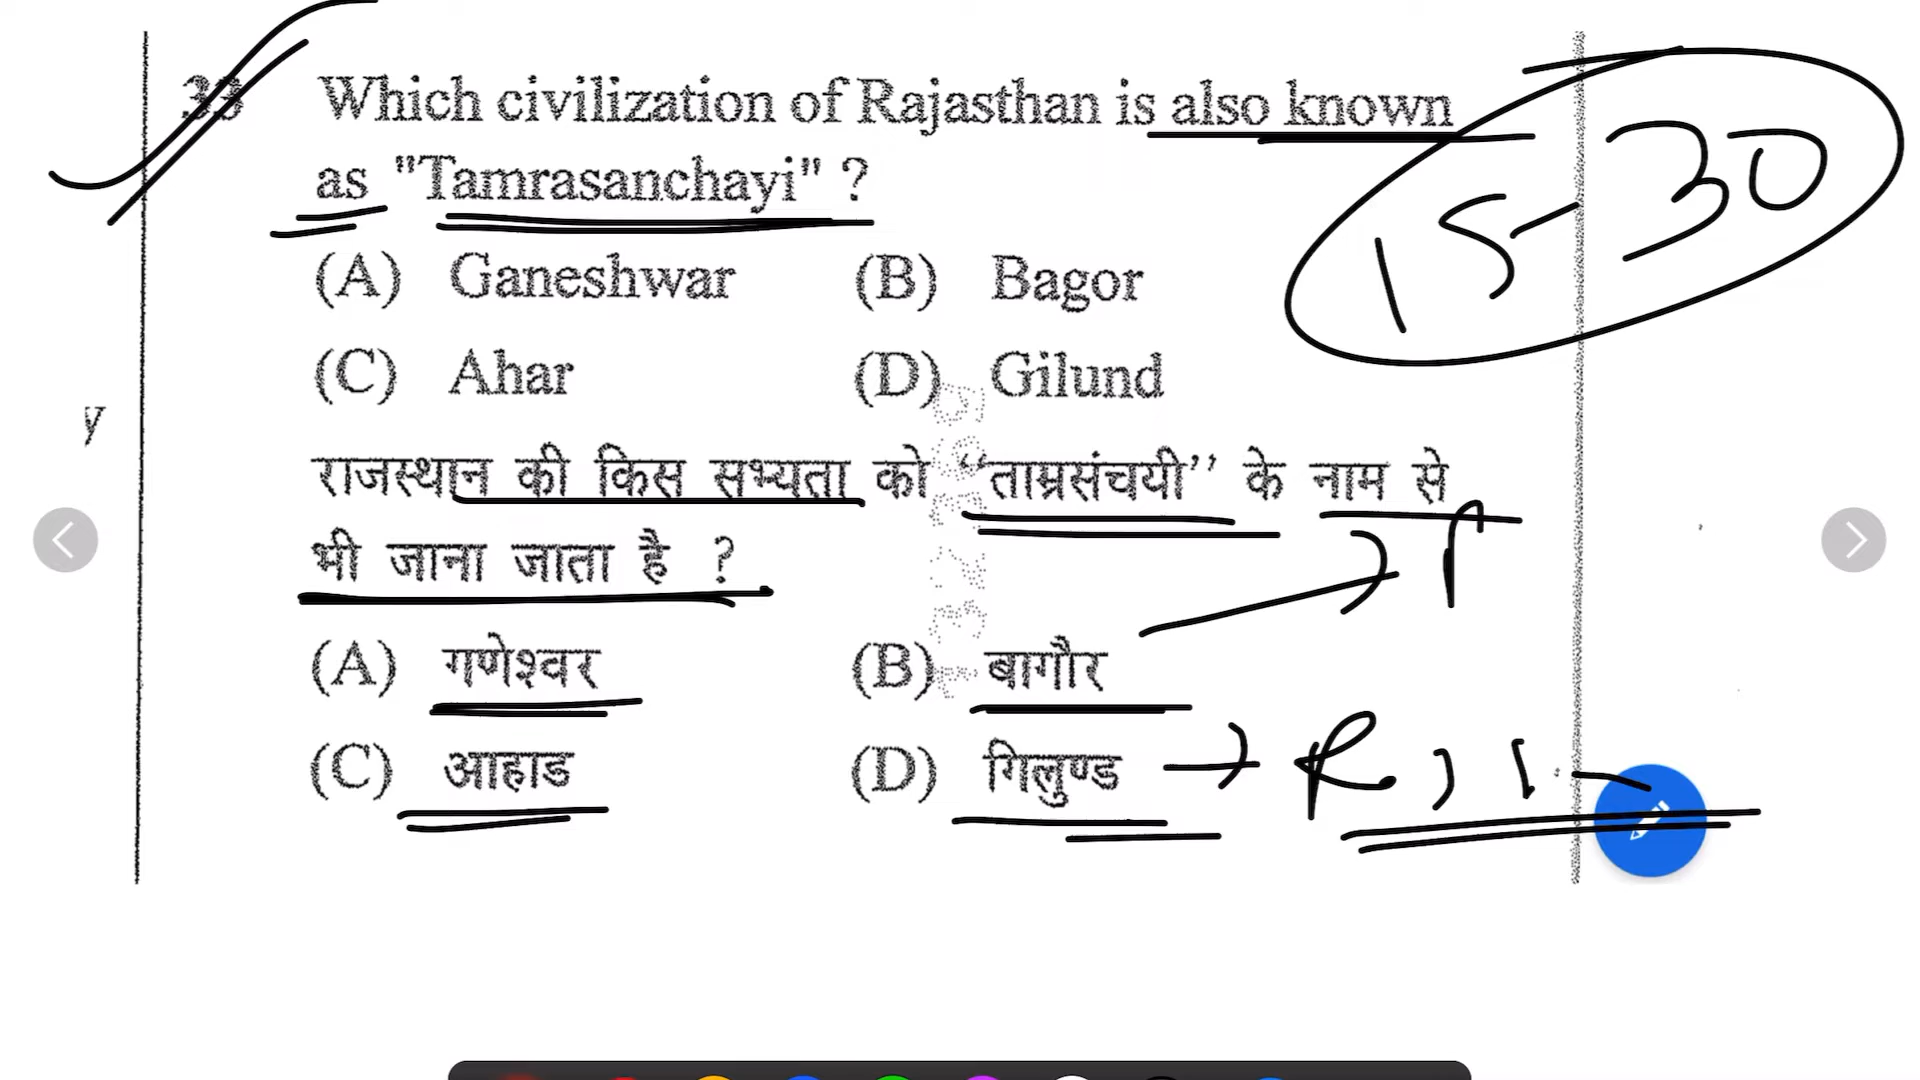 33 Which civilization of Rajasthan is also known
as "Tamrasanchayi" ?
(A) Ganeshwar (B) Bagor
(C) Ahar (D) Gilund
राजस्थान की किस सभ्यता को “ताम्रसंचयी’’ के नाम से
भी जाना जाता है ?
(A) गणेश्वर (B) बागौर
(C) आहाड (D) गिलुण्ड
15-30
y